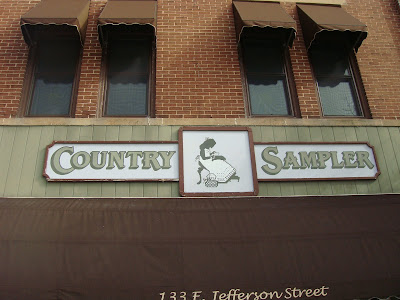 COUNTRY SAMPLER
133 E. Jefferson Street